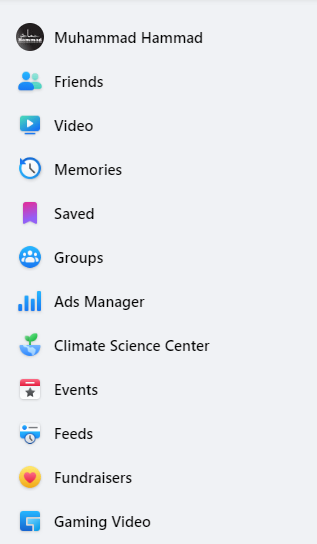 Muhammad Hammad
Friends
Video
Memories
Saved
Groups
Ads Manager
Climate Science Center
Events
Feeds
Fundraisers
Gaming Video